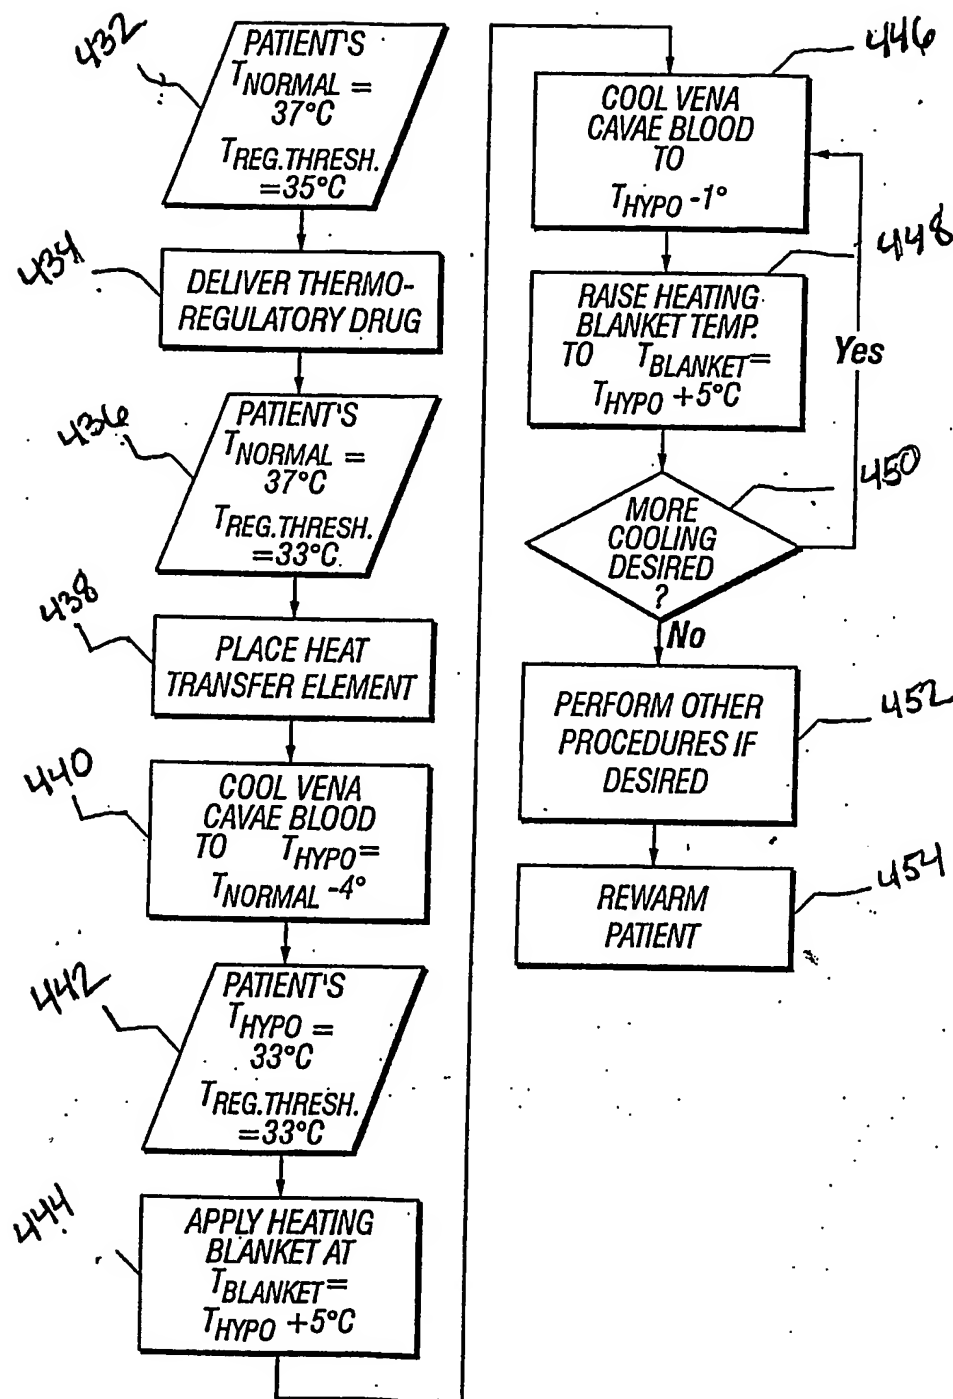 432
PATIENT'S
TNORMAL =
37°C
TREG.THRESH.
=35°C
434
DELIVER THERMO-
REGULATORY DRUG
436
PATIENT'S
TNORMAL =
37°C
TREG.THRESH.
=33°C.
438
PLACE HEAT
TRANSFER ELEMENT
440
COOL VENA
CAVAE BLOOD
TO THYPO=
TNORMAL -4°
442
PATIENT'S
THYPO =
33°C
TREG.THRESH.
=33°C
444
APPLY HEATING
BLANKET AT
TBLANKET=
THYPO +5°C
446
COOL VENA
CAVAE BLOOD
TO
THYPO -1°
448
RAISE HEATING
BLANKET TEMP.
TO TBLANKET=
THYPO +5°C
Yes
450
MORE
COOLING
DESIRED
?
No
452
PERFORM OTHER
PROCEDURES IF
DESIRED
454
REWARM
PATIENT